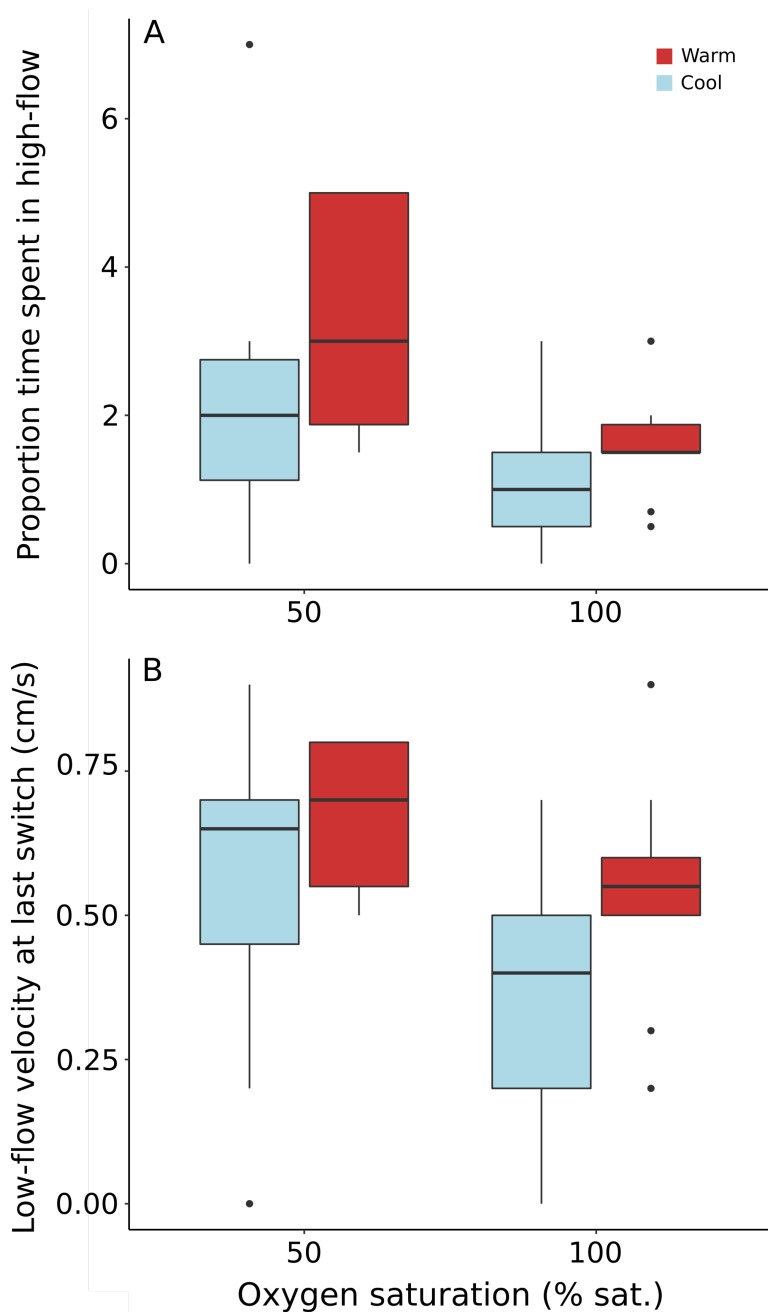 A
Warm
Cool
Proportion time spent in high-flow
6
4
2
0
50 100
B
Low-flow velocity at last switch (cm/s)
0.75
0.50
0.25
0.00
50 100
Oxygen saturation (% sat.)